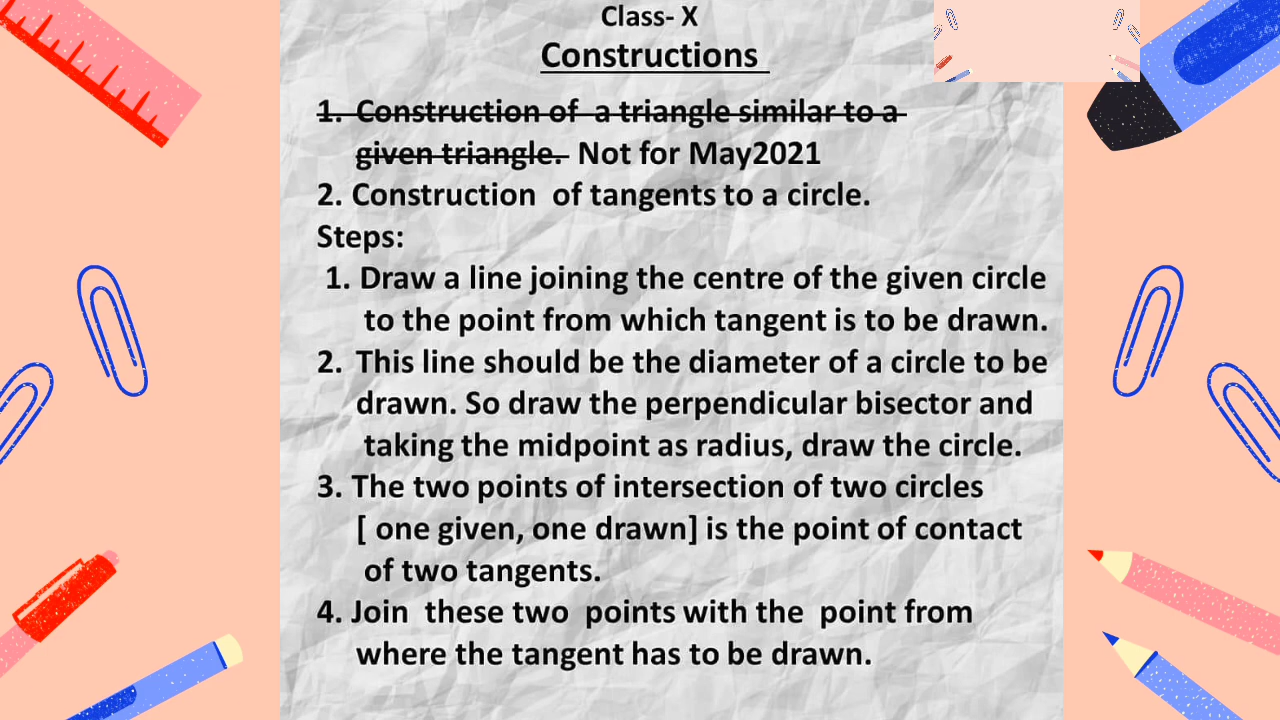 Class- X
Constructions
1. Construction of a triangle similar to a
given triangle. Not for May2021
2. Construction of tangents to a circle.
Steps:
1. Draw a line joining the centre of the given circle
to the point from which tangent is to be drawn.
2. This line should be the diameter of a circle to be
drawn. So draw the perpendicular bisector and
taking the midpoint as radius, draw the circle.
3. The two points of intersection of two circles
[ one given, one drawn] is the point of contact
of two tangents.
4. Join these two points with the point from
where the tangent has to be drawn.